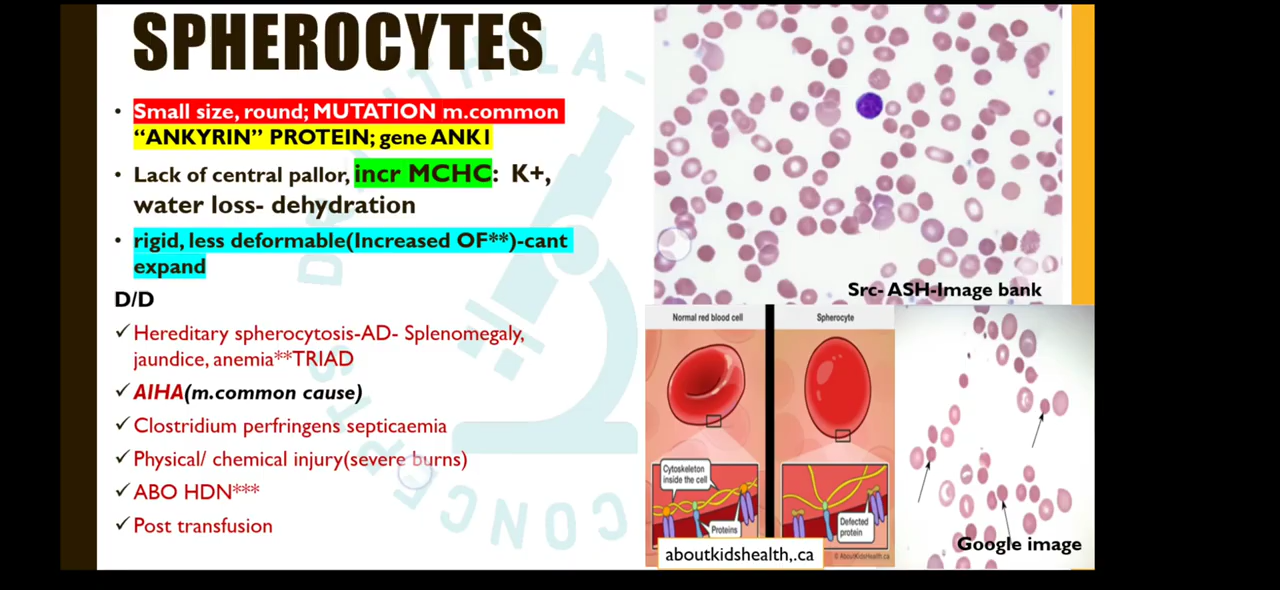 SPHEROCYTES
• Small size, round; MUTATION m.common
“ANKYRIN” PROTEIN; gene ANK1
• Lack of central pallor, incr MCHC: K+,
water loss- dehydration
• rigid, less deformable(Increased OF**)-cant
expand
D/D
✓ Hereditary spherocytosis-AD- Splenomegaly,
jaundice, anemia**TRIAD
✓ AIHA(m.common cause)
✓ Clostridium perfringens septicaemia
✓ Physical/ chemical injury(severe burns)
✓ ABO HDN***
✓ Post transfusion
Src- ASH-Image bank
Normal red blood cell
Spherocyte
Cytoskeleton
inside the cell
Proteins
Defected
protein
© AboutKidsHealth.ca
aboutkidshealth,.ca
Google image